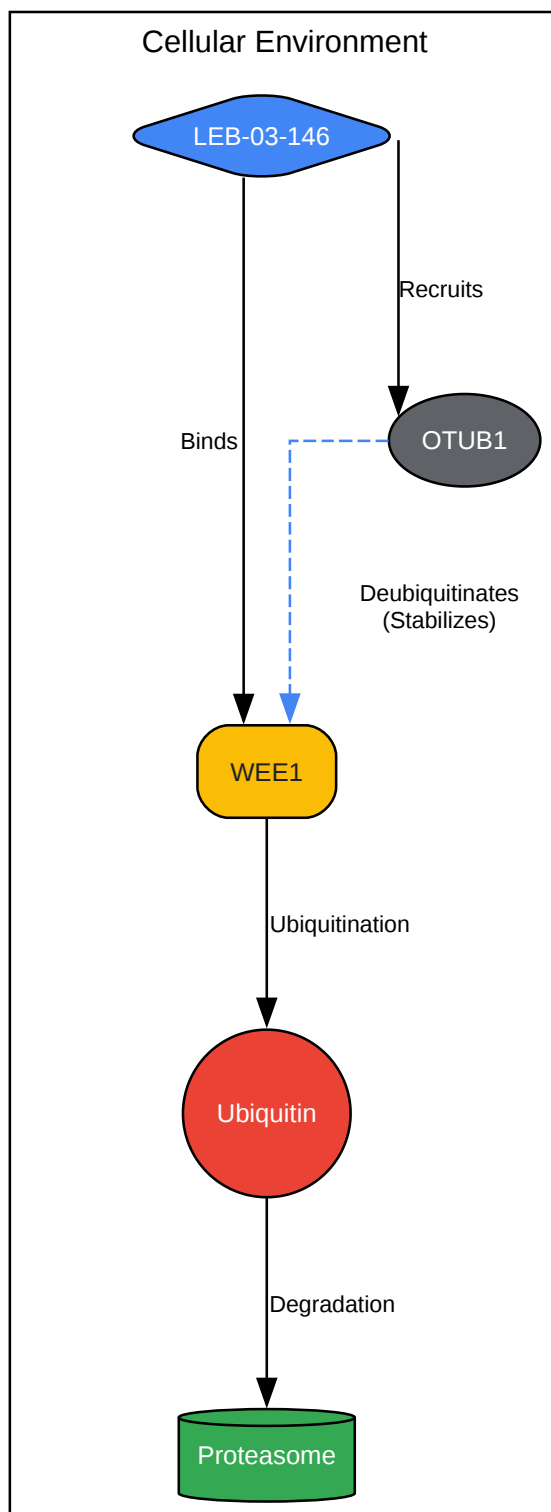 Cellular Environment
LEB-03-146
Recruits
Binds
OTUB1
Deubiquitinates
(Stabilizes)
WEE1
Ubiquitination
Ubiquitin
Degradation
Proteasome